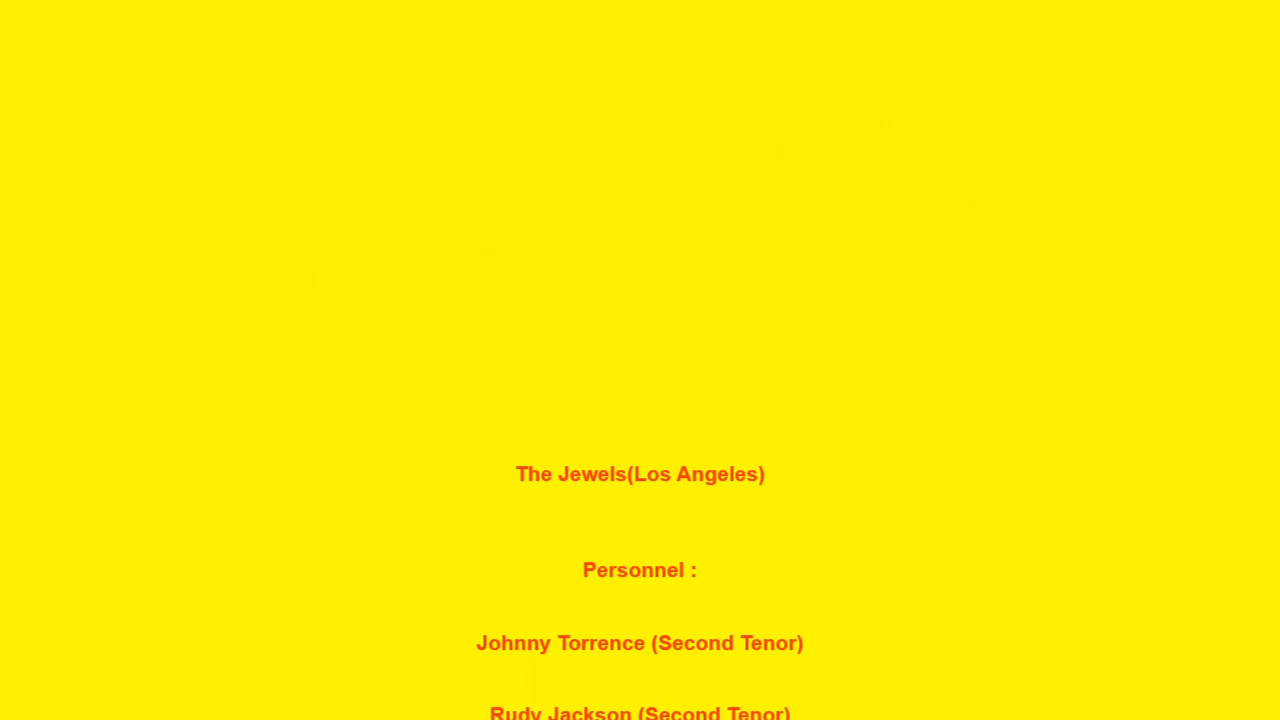 The Jewels(Los Angeles)
Personnel :
Johnny Torrence (Second Tenor)
Rudy Jackson (Second Tenor)